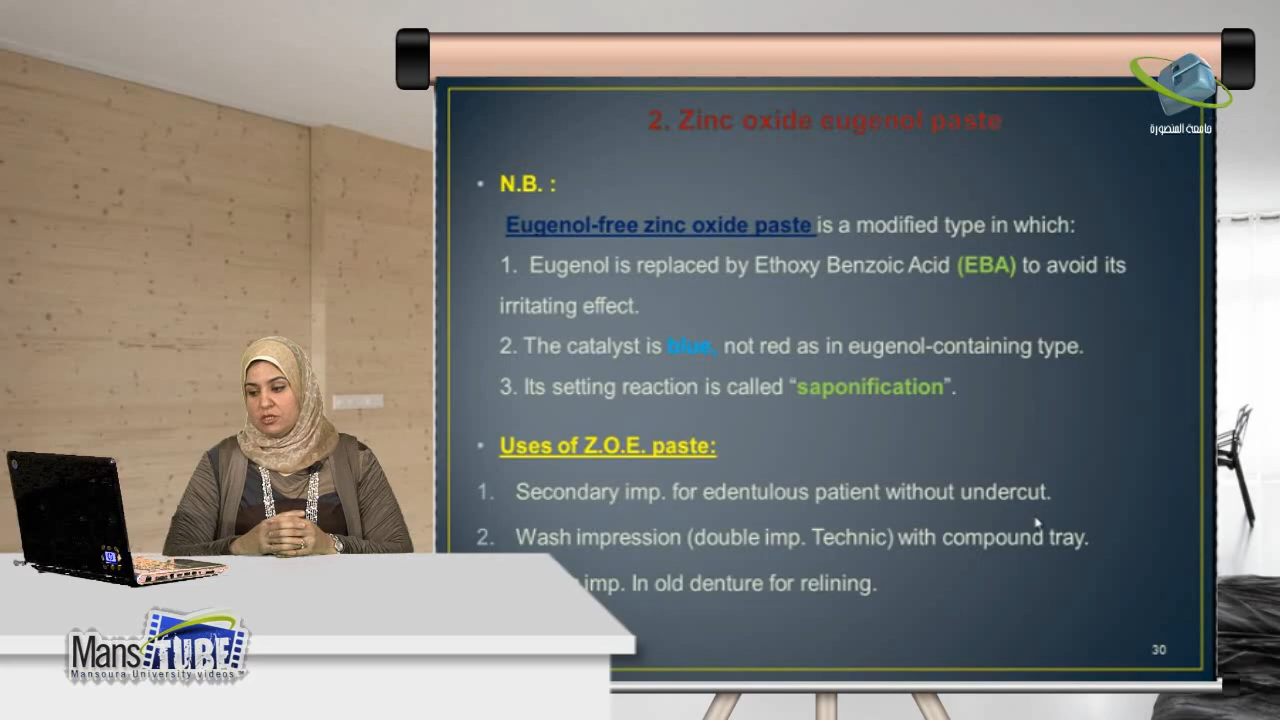 2. Zinc oxide eugenol paste
جامعة المنصورة
• N.B. :
Eugenol-free zinc oxide paste is a modified type in which:
1. Eugenol is replaced by Ethoxy Benzoic Acid (EBA) to avoid its
irritating effect.
2. The catalyst is blue, not red as in eugenol-containing type.
3. Its setting reaction is called “saponification”.
• Uses of Z.O.E. paste:
1. Secondary imp. for edentulous patient without undercut.
2. Wash impression (double imp. Technic) with compound tray.
imp. In old denture for relining.
30
Mans TUBE
Mansoura University videos